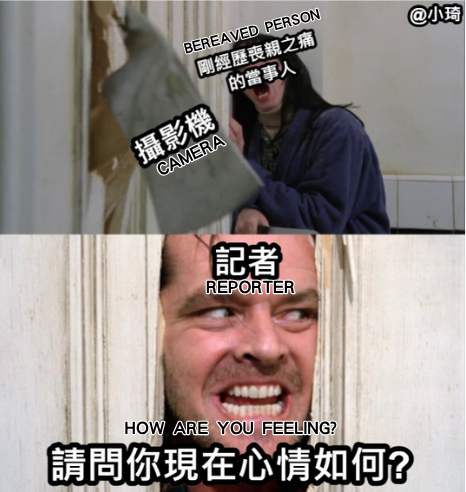 @小琦
BEREAVED PERSON
剛經歷喪親之痛
的當事人
攝影機
CAMERA
記者
REPORTER
HOW ARE YOU FEELING?
請問你現在心情如何?